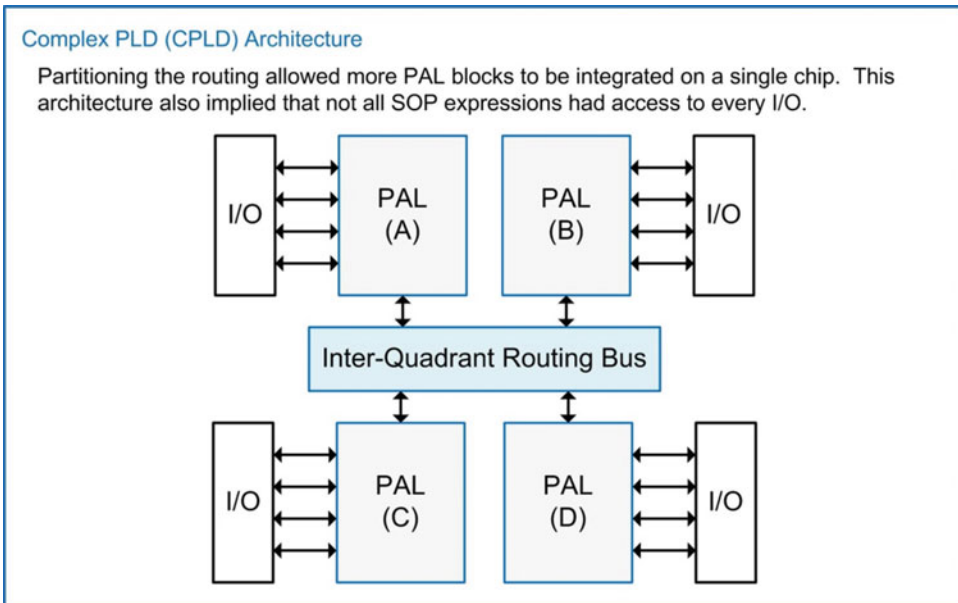 Complex PLD (CPLD) Architecture
Partitioning the routing allowed more PAL blocks to be integrated on a single chip.  This
architecture also implied that not all SOP expressions had access to every I/O.
I/O
PAL
(A)
PAL
(B)
I/O
Inter-Quadrant Routing Bus
I/O
PAL
(C)
PAL
(D)
I/O